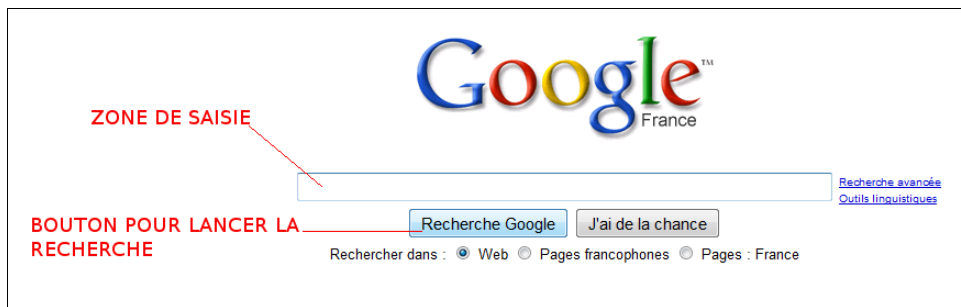 Google™
France
ZONE DE SAISIE
Recherche avancée
Outils linguistiques
BOUTON POUR LANCER LA
RECHERCHE
Recherche Google J'ai de la chance
Rechercher dans : Web Pages francophones Pages : France